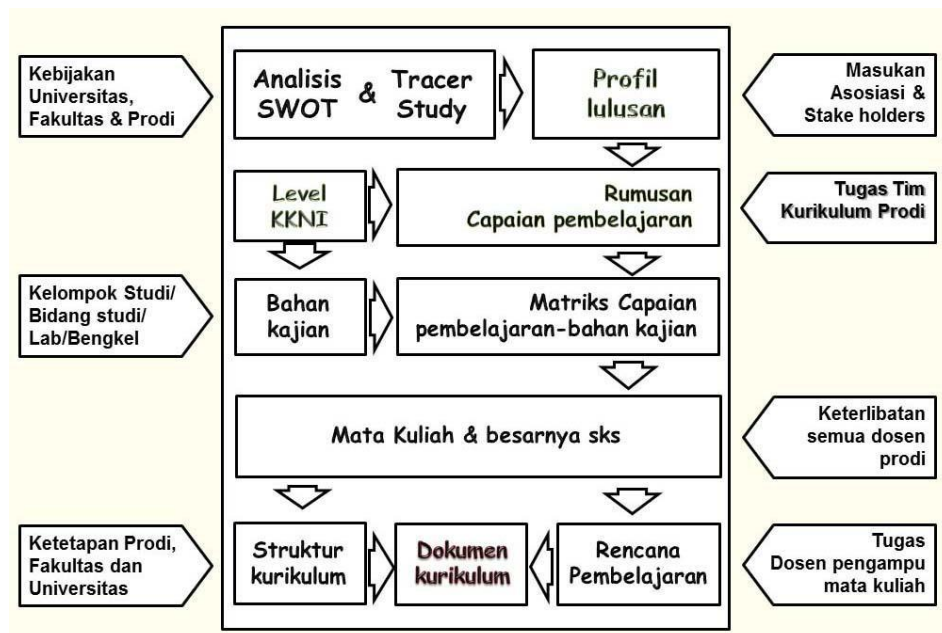 Kebijakan
Universitas,
Fakultas & Prodi
Analisis
SWOT
&
Tracer
Study
Profil
lulusan
Masukan
Asosiasi &
Stake holders
Level
KKNI
Rumusan
Capaian pembelajaran
Tugas Tim
Kurikulum Prodi
Kelompok Studi/
Bidang studi/
Lab/Bengkel
Bahan
kajian
Matriks Capaian
pembelajaran-bahan kajian
Mata Kuliah & besarnya sks
Keterlibatan
semua dosen
prodi
Ketetapan Prodi,
Fakultas dan
Universitas
Struktur
kurikulum
Dokumen
kurikulum
Rencana
Pembelajaran
Tugas
Dosen pengampu
mata kuliah